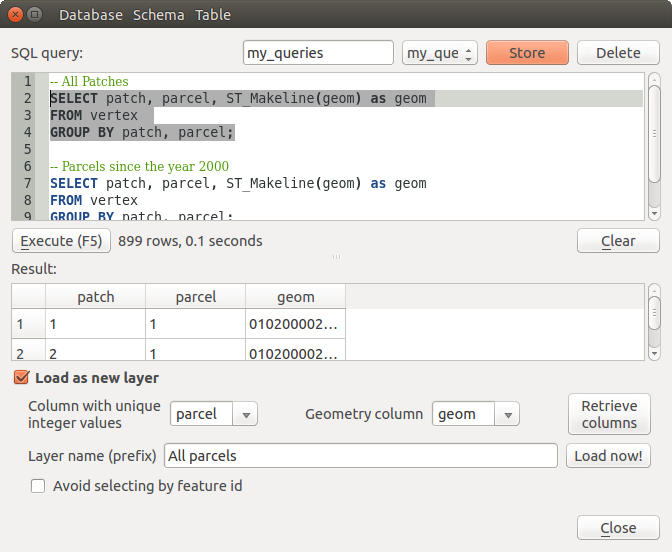 Database Schema Table
SQL query: my_queries my_que Store Delete
1 -- All Patches
2 SELECT patch, parcel, ST_Makeline(geom) as geom
3 FROM vertex
4 GROUP BY patch, parcel;
5
6 -- Parcels since the year 2000
7 SELECT patch, parcel, ST_Makeline(geom) as geom
8 FROM vertex
9 GROUP BY patch, parcel;
Execute (F5) 899 rows, 0.1 seconds Clear
Result:
patch parcel geom
1 1 1 010200002...
2 2 1 010200002...
Load as new layer
Column with unique
integer values parcel Geometry column geom Retrieve
columns
Layer name (prefix) All parcels Load now!
Avoid selecting by feature id
Close